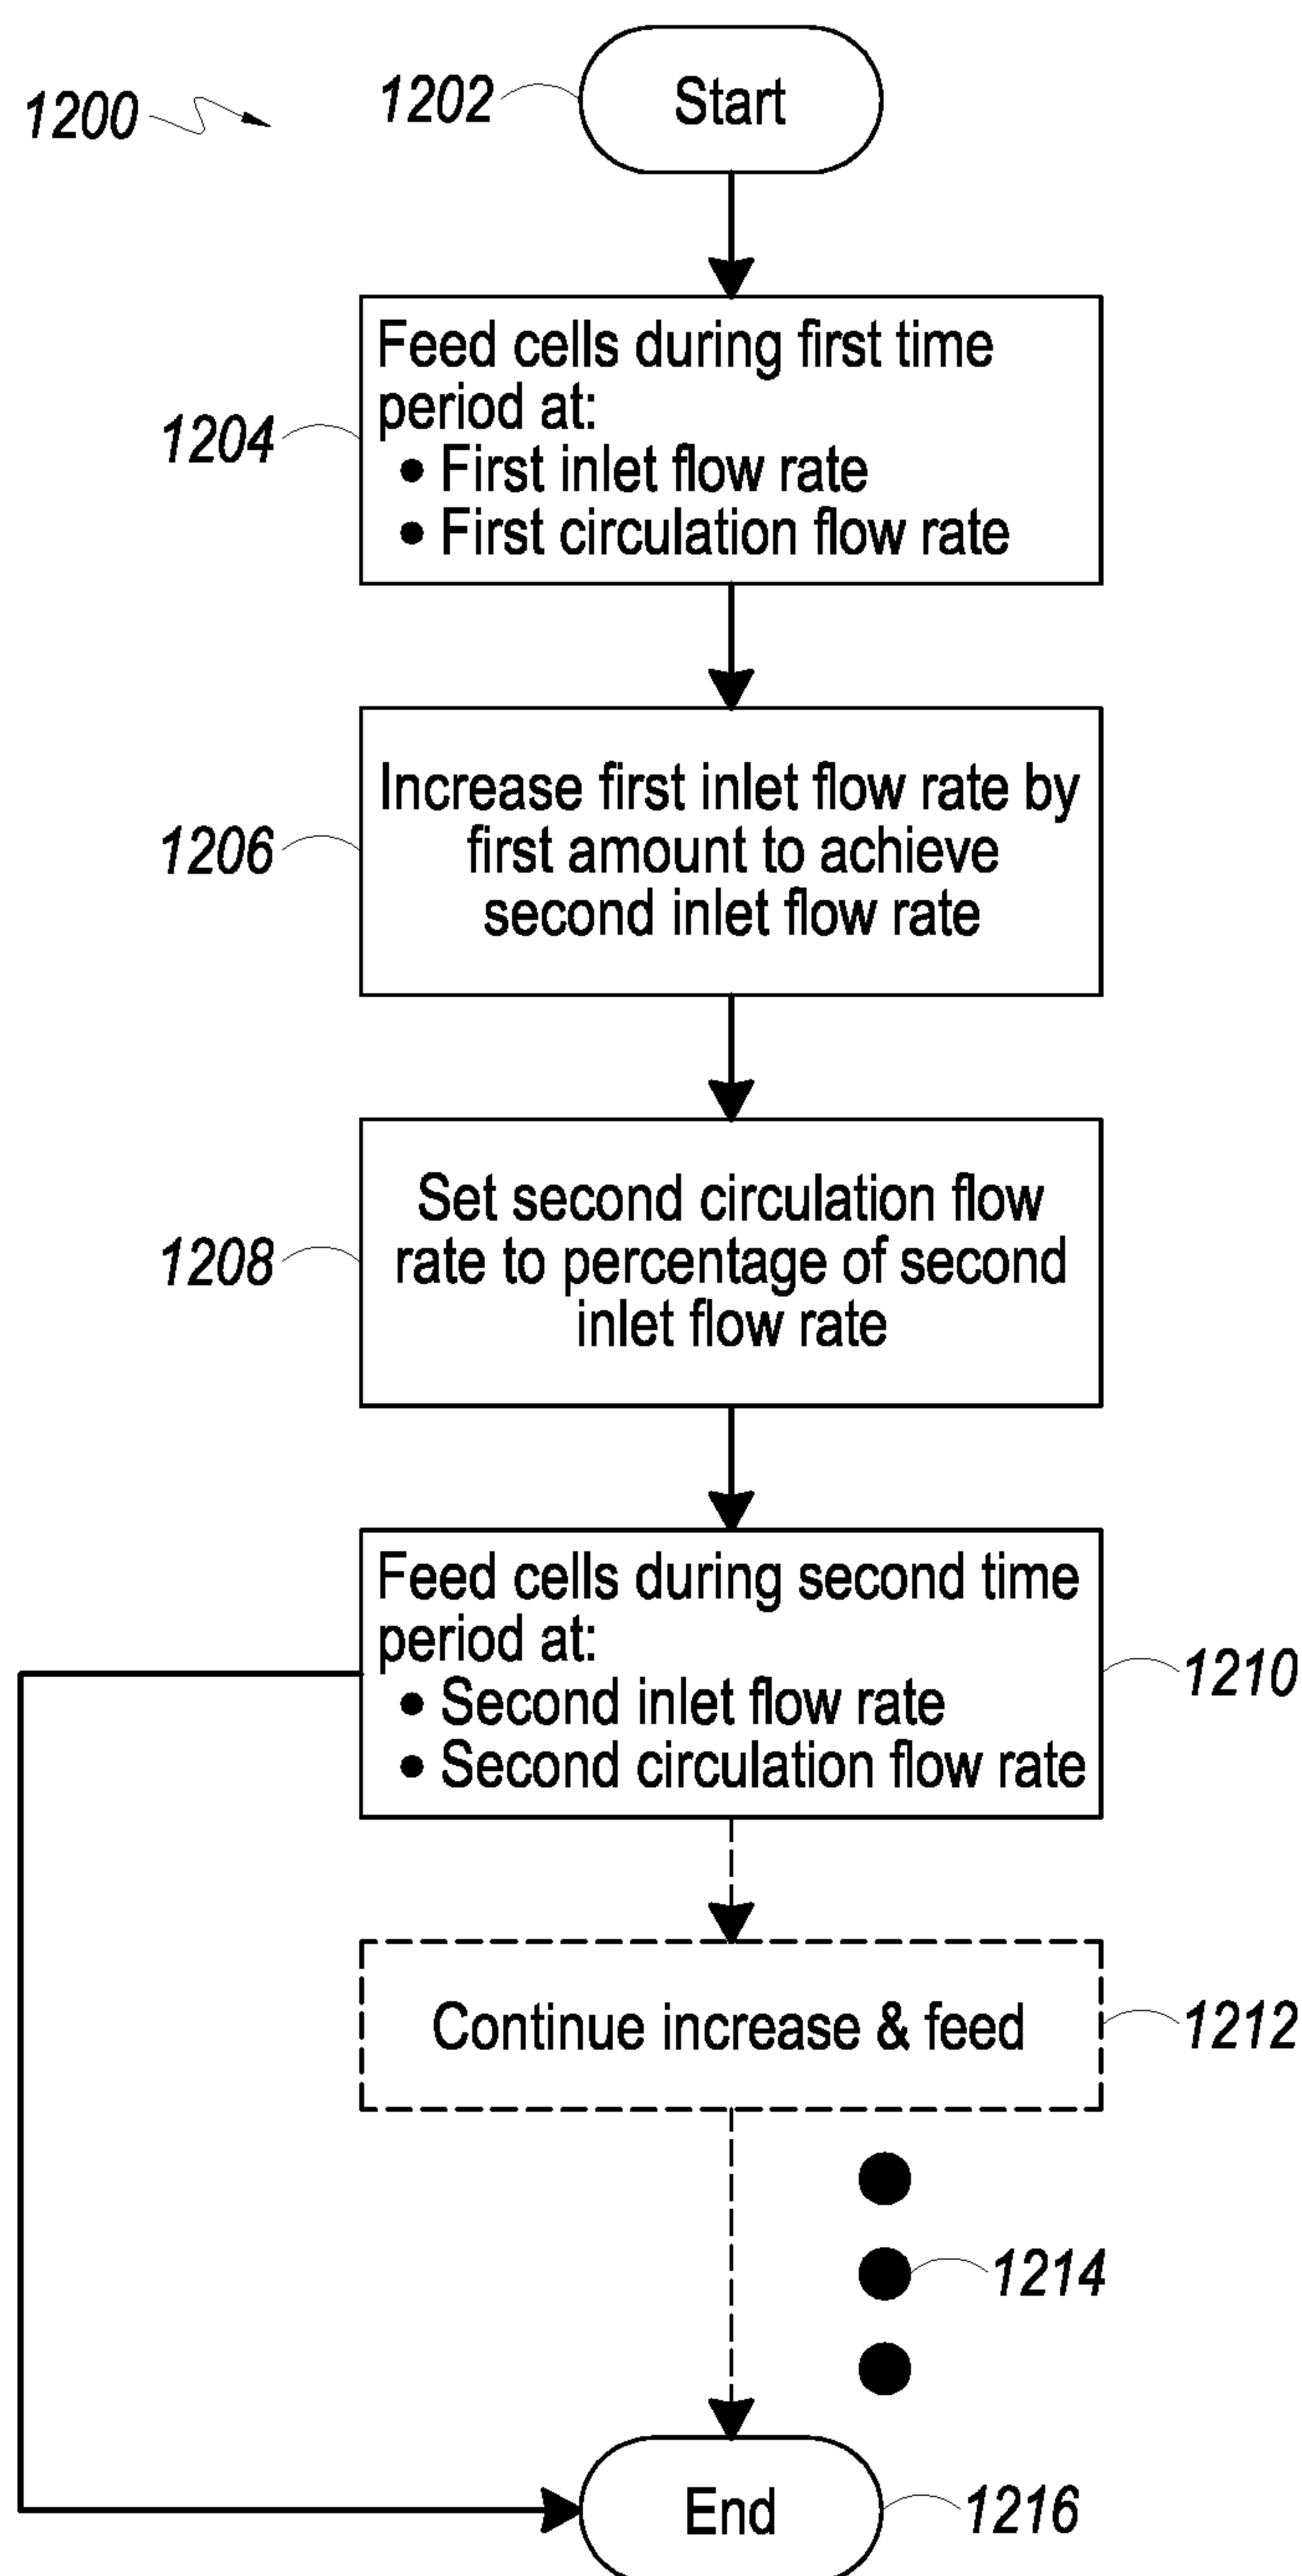 1200
1202
Start
1204
Feed cells during first time
period at:
• First inlet flow rate
• First circulation flow rate
1206
Increase first inlet flow rate by
first amount to achieve
second inlet flow rate
1208
Set second circulation flow
rate to percentage of second
inlet flow rate
Feed cells during second time
period at:
• Second inlet flow rate
• Second circulation flow rate
1210
Continue increase & feed
1212
1214
End
1216